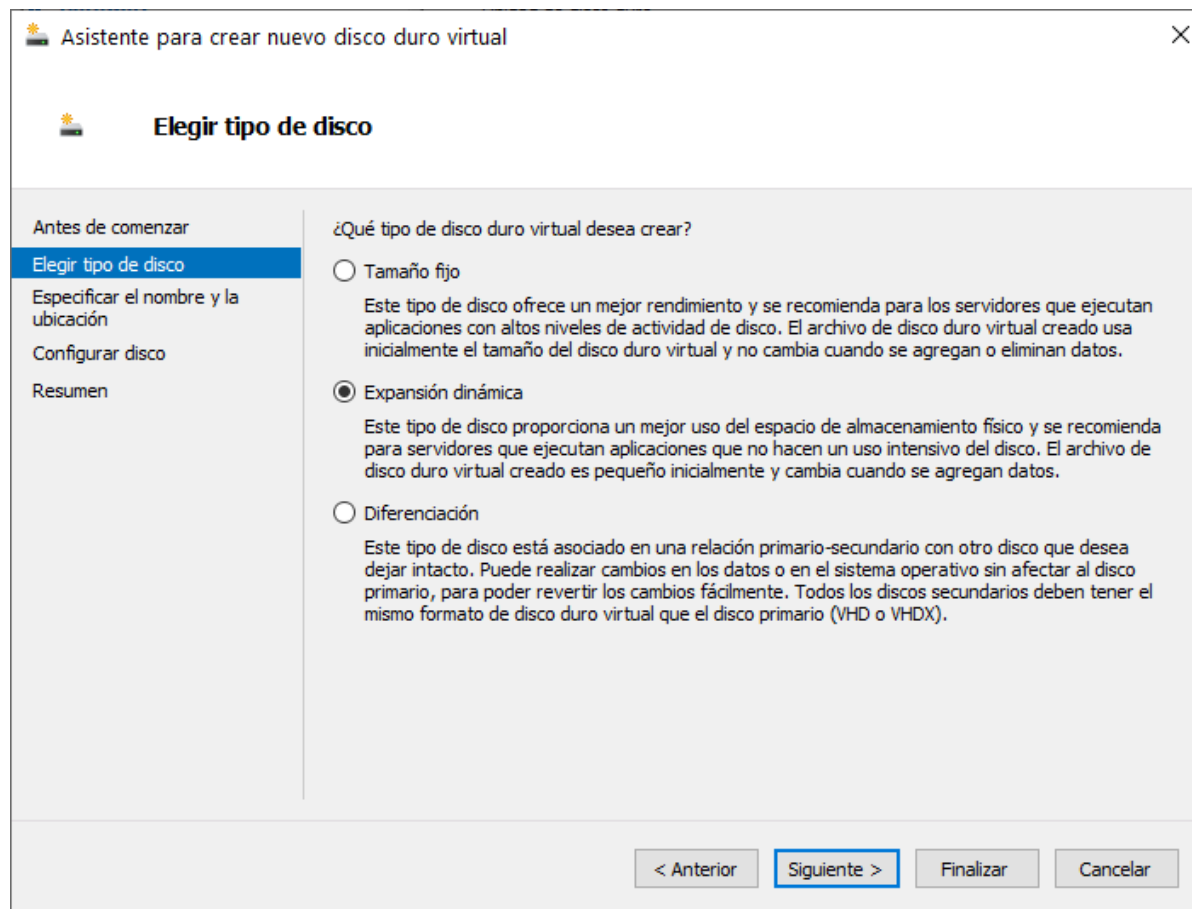 Asistente para crear nuevo disco duro virtual
Elegir tipo de disco
Antes de comenzar
Elegir tipo de disco
Especificar el nombre y la
ubicación
Configurar disco
Resumen
¿Qué tipo de disco duro virtual desea crear?
Tamaño fijo
Este tipo de disco ofrece un mejor rendimiento y se recomienda para los servidores que ejecutan
aplicaciones con altos niveles de actividad de disco. El archivo de disco duro virtual creado usa
inicialmente el tamaño del disco duro virtual y no cambia cuando se agregan o eliminan datos.
Expansión dinámica
Este tipo de disco proporciona un mejor uso del espacio de almacenamiento físico y se recomienda
para servidores que ejecutan aplicaciones que no hacen un uso intensivo del disco. El archivo de
disco duro virtual creado es pequeño inicialmente y cambia cuando se agregan datos.
Diferenciación
Este tipo de disco está asociado en una relación primario-secundario con otro disco que desea
dejar intacto. Puede realizar cambios en los datos o en el sistema operativo sin afectar al disco
primario, para poder revertir los cambios fácilmente. Todos los discos secundarios deben tener el
mismo formato de disco duro virtual que el disco primario (VHD o VHDX).
< Anterior
Siguiente >
Finalizar
Cancelar